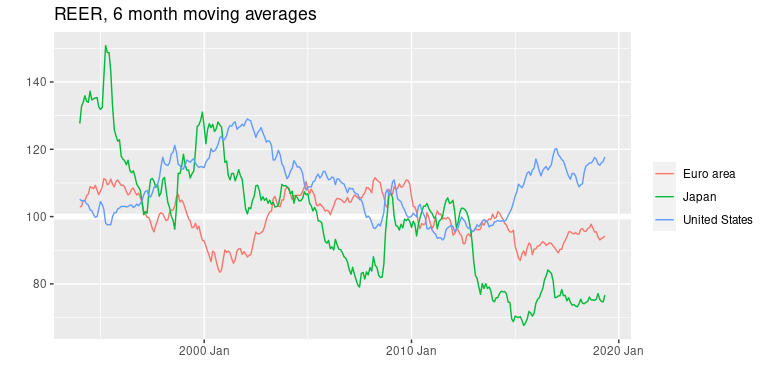 REER, 6 month moving averages
140
120
100
80
2000 Jan
2010 Jan
2020 Jan
Euro area
Japan
United States